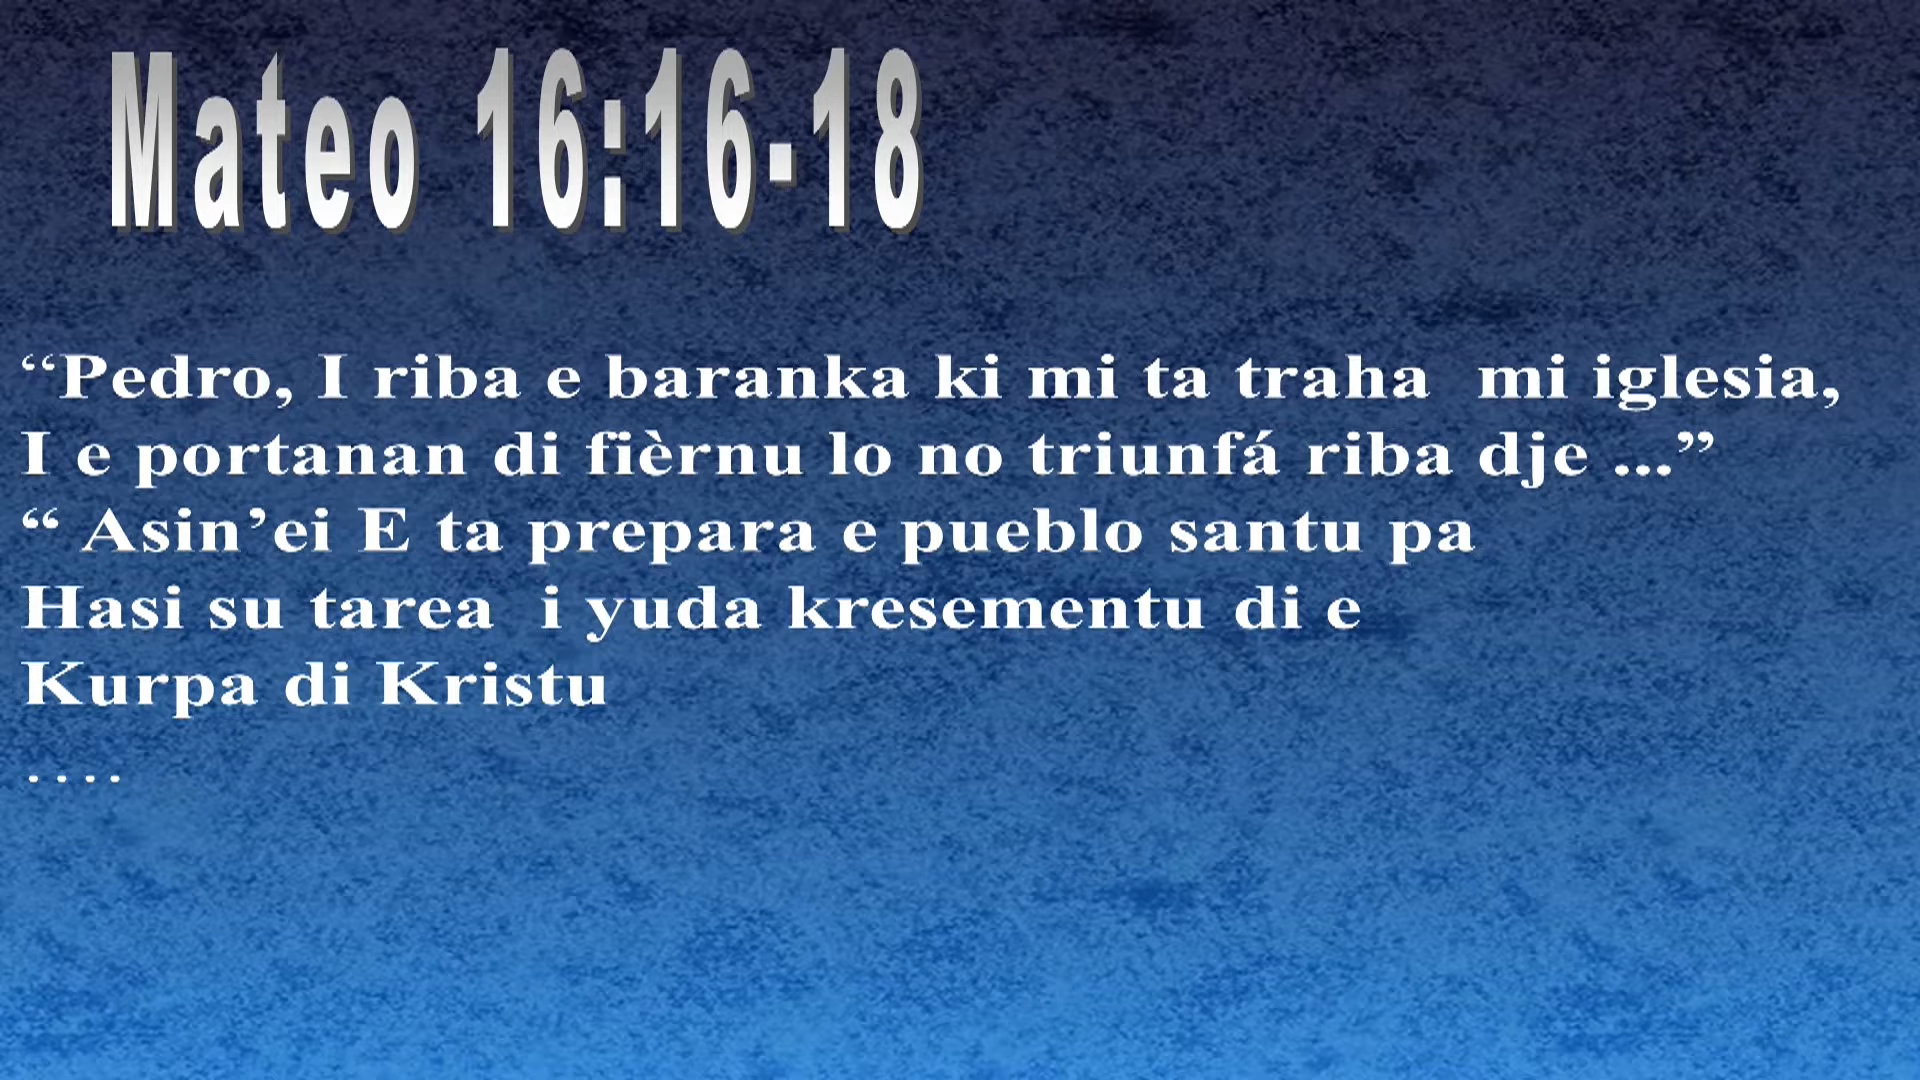 Mateo 16:16-18
“Pedro, I riba e baranka ki mi ta traha  mi iglesia,
I e portanan di fièrnu lo no triunfá riba dje ...”
“ Asin’ei E ta prepara e pueblo santu pa
Hasi su tarea  i yuda kresementu di e
Kurpa di Kristu
....